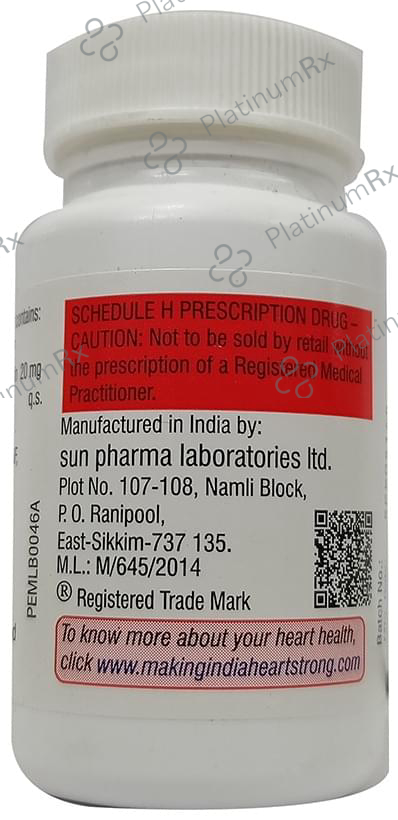 PlatinumRx
PlatinumRx
PlatinumRx
contains:
20 mg
q.s.
SCHEDULE H PRESCRIPTION DRUG –
CAUTION: Not to be sold by retail without
the prescription of a Registered Medical
Practitioner.
Manufactured in India by:
sun pharma laboratories ltd.
Plot No. 107-108, Namli Block,
P. O. Ranipool,
East-Sikkim-737 135.
M.L.: M/645/2014
® Registered Trade Mark
To know more about your heart health,
click www.makingindiaheartstrong.com
PEMLB0046A
Batch No.: